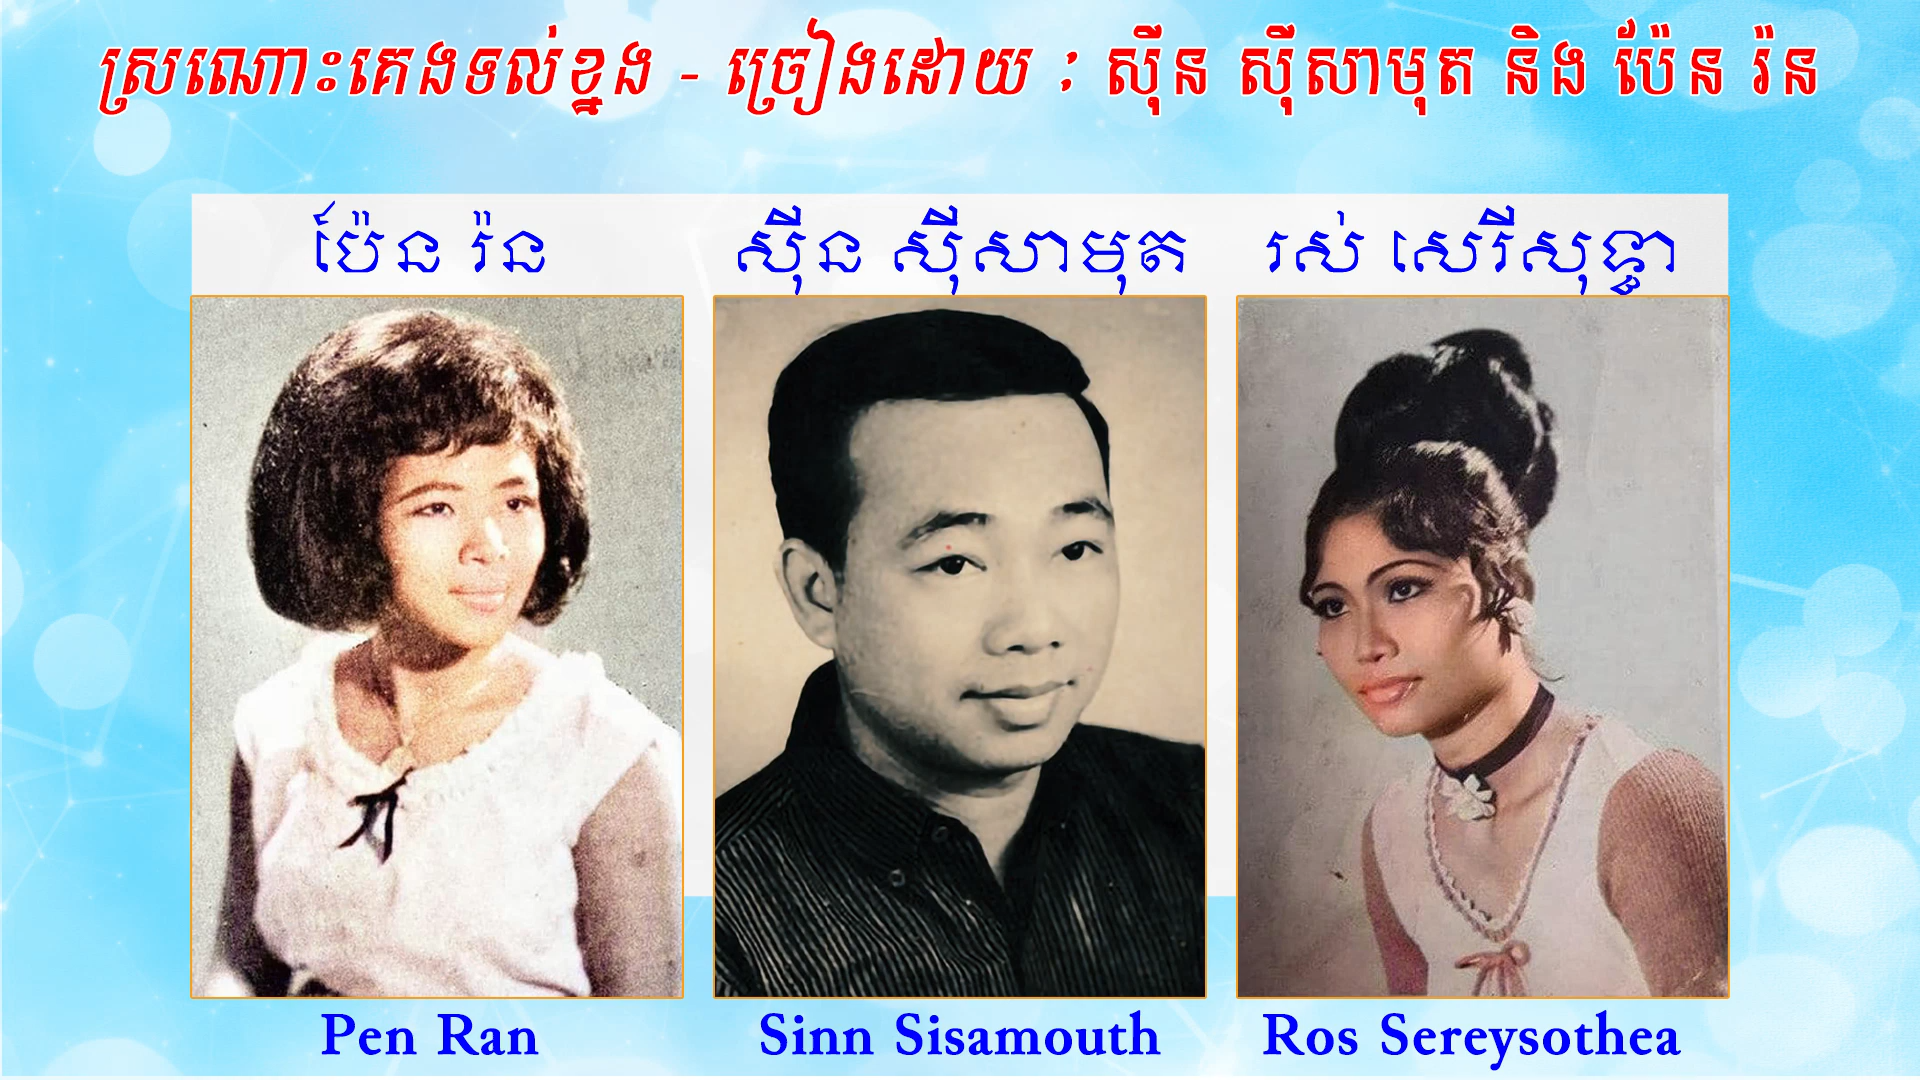 ស្រណោះគេងទល់ខ្នង - ច្រៀងដោយ : ស៊ីន ស៊ីសាមុត និង ប៉ែន រ៉ន
ប៉ែន រ៉ន
ស៊ីន ស៊ីសាមុត
រស់ សេរីសុទ្ធា
Pen Ran
Sinn Sisamouth
Ros Sereysothea